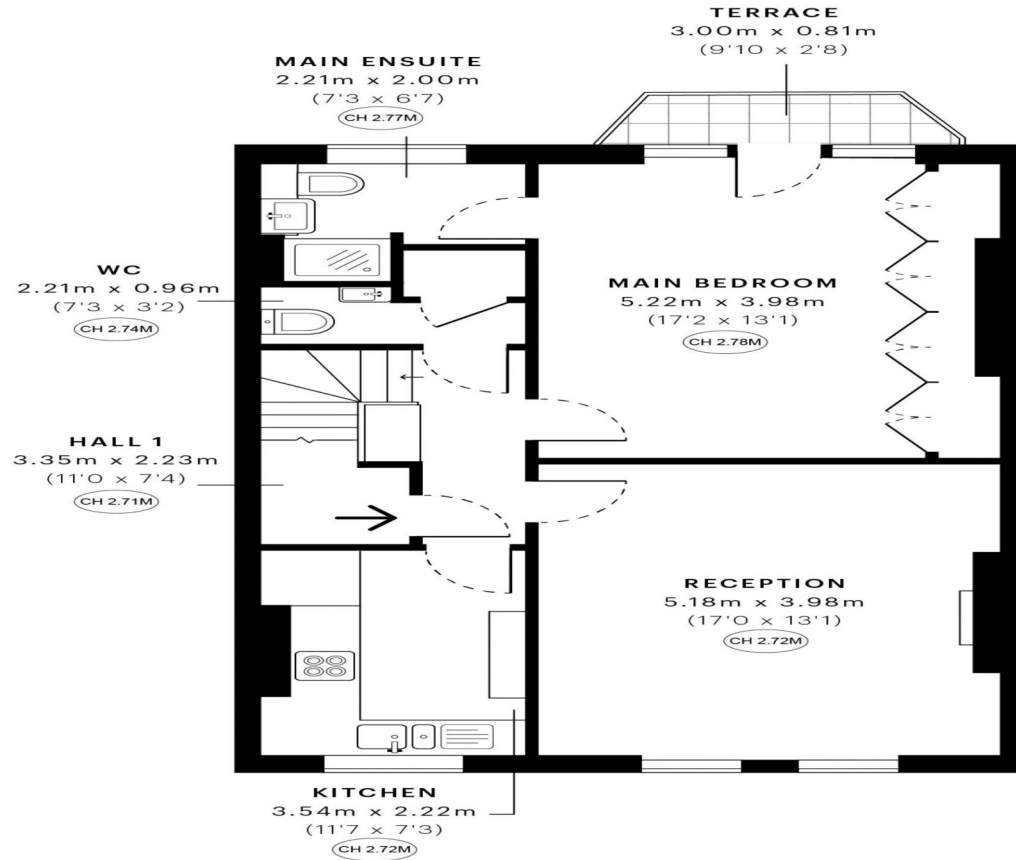 TERRACE
3.00m x 0.81m
(9'10 x 2'8)
MAIN ENSUITE
2.21m x 2.00m
(7'3 x 6'7)
CH 2.77M
WC
2.21m x 0.96m
(7'3 x 3'2)
CH 2.74M
MAIN BEDROOM
5.22m x 3.98m
(17'2 x 13'1)
CH 2.78M
HALL 1
3.35m x 2.23m
(11'0 x 7'4)
CH 2.71M
RECEPTION
5.18m x 3.98m
(17'0 x 13'1)
CH 2.72M
KITCHEN
3.54m x 2.22m
(11'7 x 7'3)
CH 2.72M